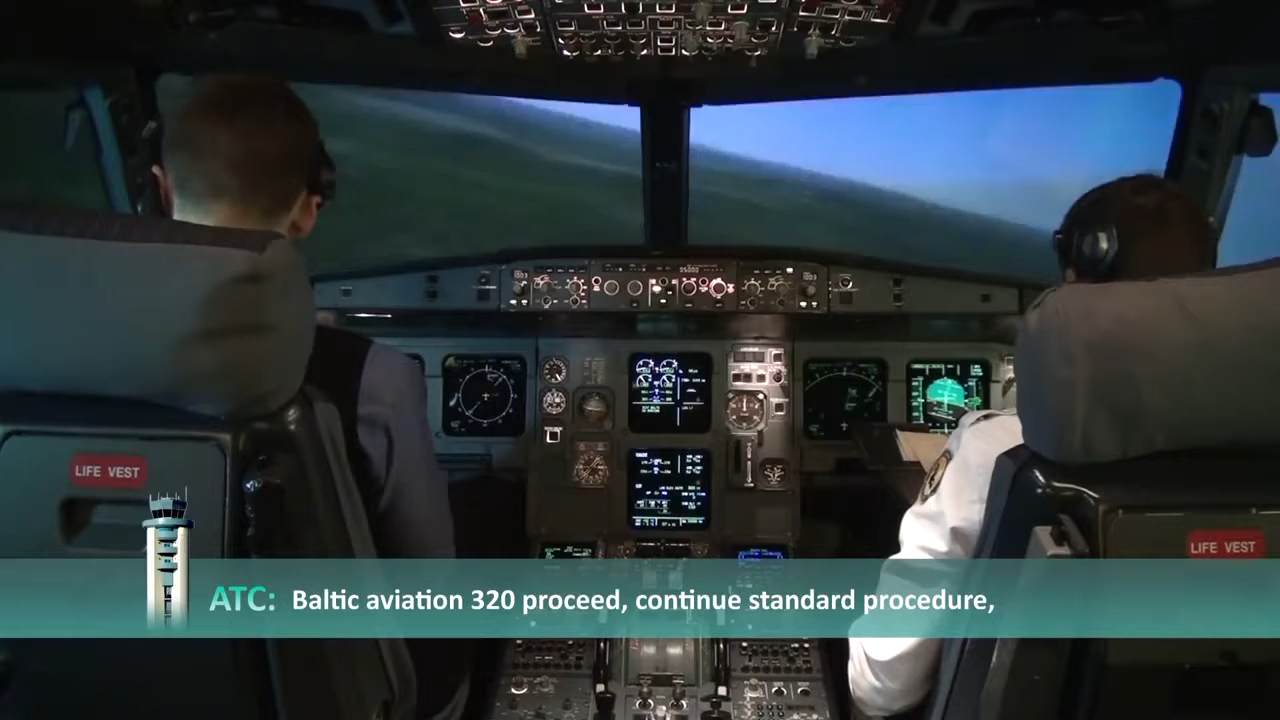 LIFE VEST
LIFE VEST
ATC: Baltic aviation 320 proceed, continue standard procedure,